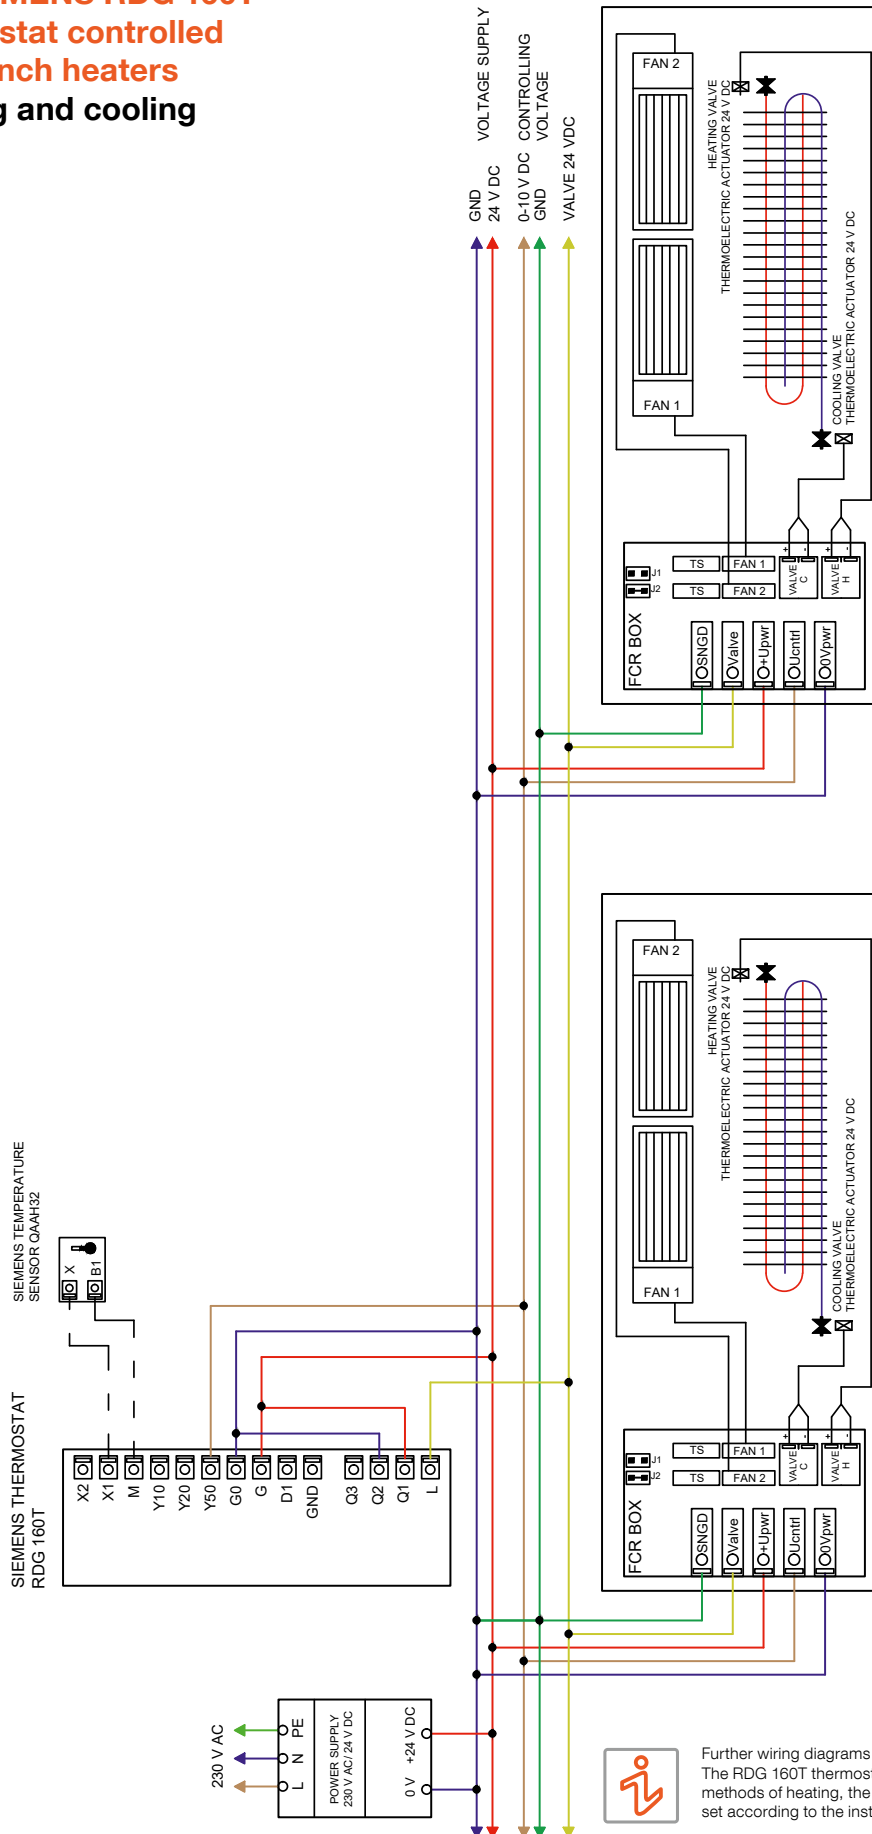 stat controlled
nch heaters
g and cooling
GND
24 V DC
VOLTAGE SUPPLY
0-10 V DC
GND
CONTROLLING
VOLTAGE
VALVE 24 VDC
FAN 2
FAN 1
HEATING VALVE
THERMOELECTRIC ACTUATOR 24 V DC
COOLING VALVE
THERMOELECTRIC ACTUATOR 24 V DC
FCR BOX
J1
J2
TS
FAN 1
TS
FAN 2
VALVE
C
+
-
VALVE
H
+
-
SNGD
Valve
+Upwr
Ucntrl
0Vpwr
FAN 2
FAN 1
HEATING VALVE
THERMOELECTRIC ACTUATOR 24 V DC
COOLING VALVE
THERMOELECTRIC ACTUATOR 24 V DC
SIEMENS TEMPERATURE
SENSOR QAAH32
X
B1
SIEMENS THERMOSTAT
RDG 160T
X2
X1
M
Y10
Y20
Y50
G0
G
D1
GND
Q3
Q2
Q1
L
FCR BOX
J1
J2
TS
FAN 1
TS
FAN 2
VALVE
C
+
-
VALVE
H
+
-
SNGD
Valve
+Upwr
Ucntrl
0Vpwr
230 V AC
PE
N
L
POWER SUPPLY
230 V AC/ 24 V DC
+24 V DC
0 V
Further wiring diagrams
The RDG 160T thermost
methods of heating, the
set according to the inst